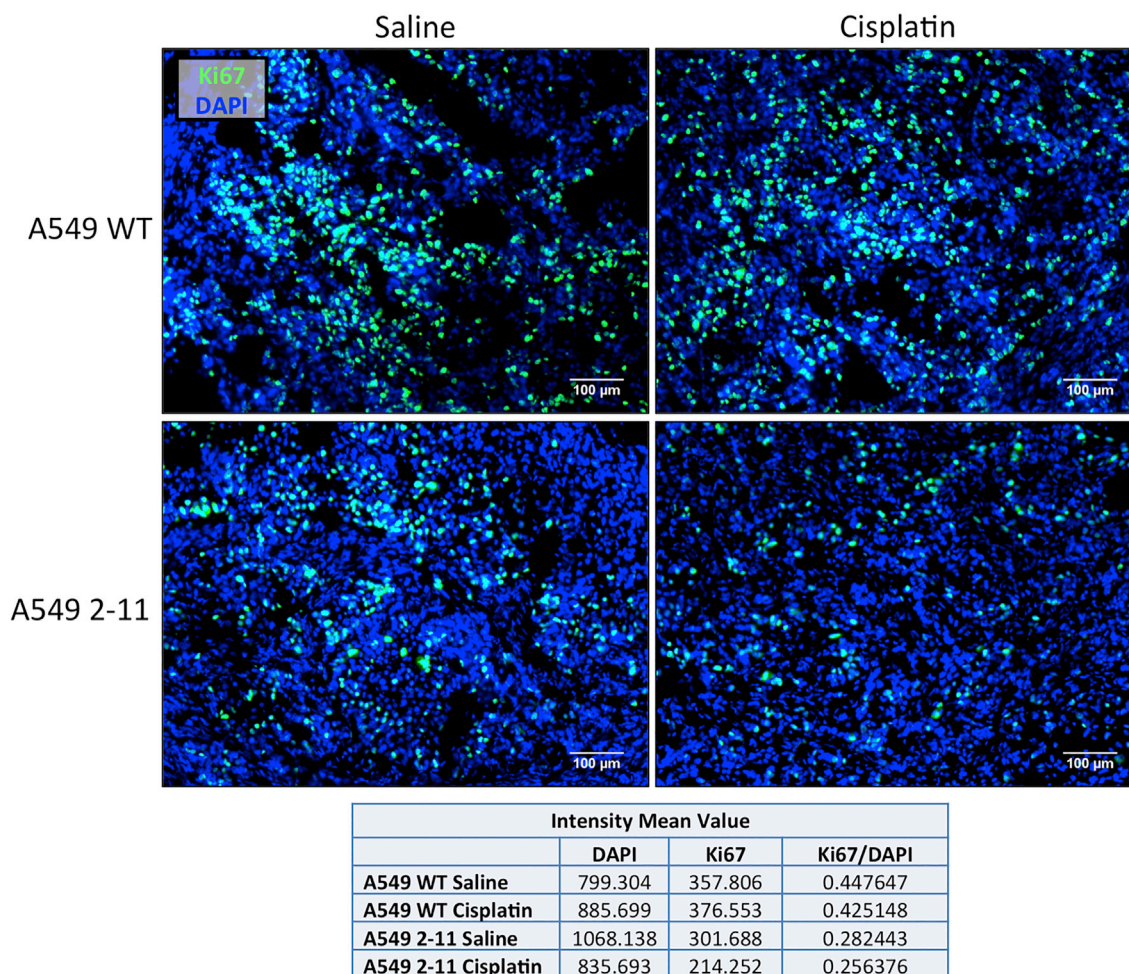 Saline Cisplatin
Ki67
DAPI
A549 WT
100 µm 100 µm
A549 2-11
100 µm 100 µm
Intensity Mean Value
DAPI Ki67 Ki67/DAPI
A549 WT Saline 799.304 357.806 0.447647
A549 WT Cisplatin 885.699 376.553 0.425148
A549 2-11 Saline 1068.138 301.688 0.282443
A549 2-11 Cisplatin 835.693 214.252 0.256376